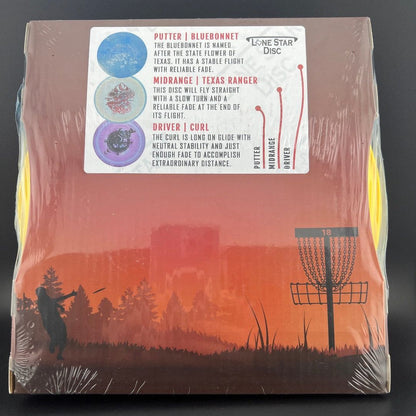 PUTTER | BLUEBONNET
THE BLUEBONNET IS NAMED
AFTER THE STATE FLOWER OF
TEXAS. IT HAS A STABLE FLIGHT
WITH RELIABLE FADE.
LONE STAR
DISC
MIDRANGE | TEXAS RANGER
THIS DISC WILL FLY STRAIGHT
WITH A SLOW TURN AND A
RELIABLE FADE AT THE END OF
ITS FLIGHT.
DRIVER | CURL
THE CURL IS LONG ON GLIDE WITH
NEUTRAL STABILITY AND JUST
ENOUGH FADE TO ACCOMPLISH
EXTRAORDINARY DISTANCE.
PUTTER
MIDRANGE
DRIVER
18